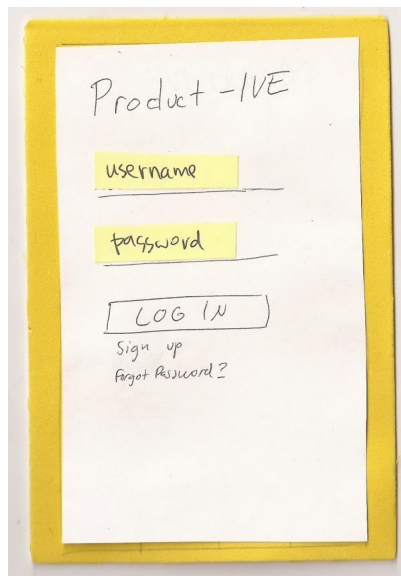 Product-IVE
username
password
LOG IN
Sign up
Forgot Password?